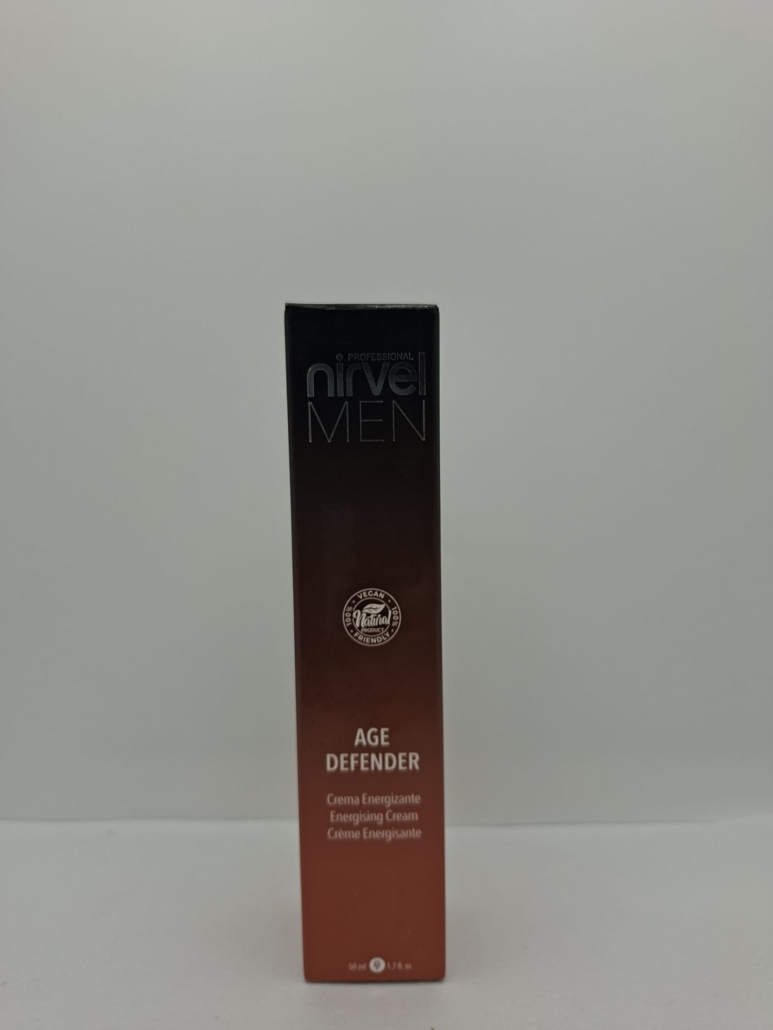 PROFESSIONAL
nirvel
MEN
VEGAN
100%
Natural
PRODUCT
100%
FRIENDLY
AGE
DEFENDER
Crema Energizante
Energising Cream
Crème Energisante
50 ml 1.7 fl. oz